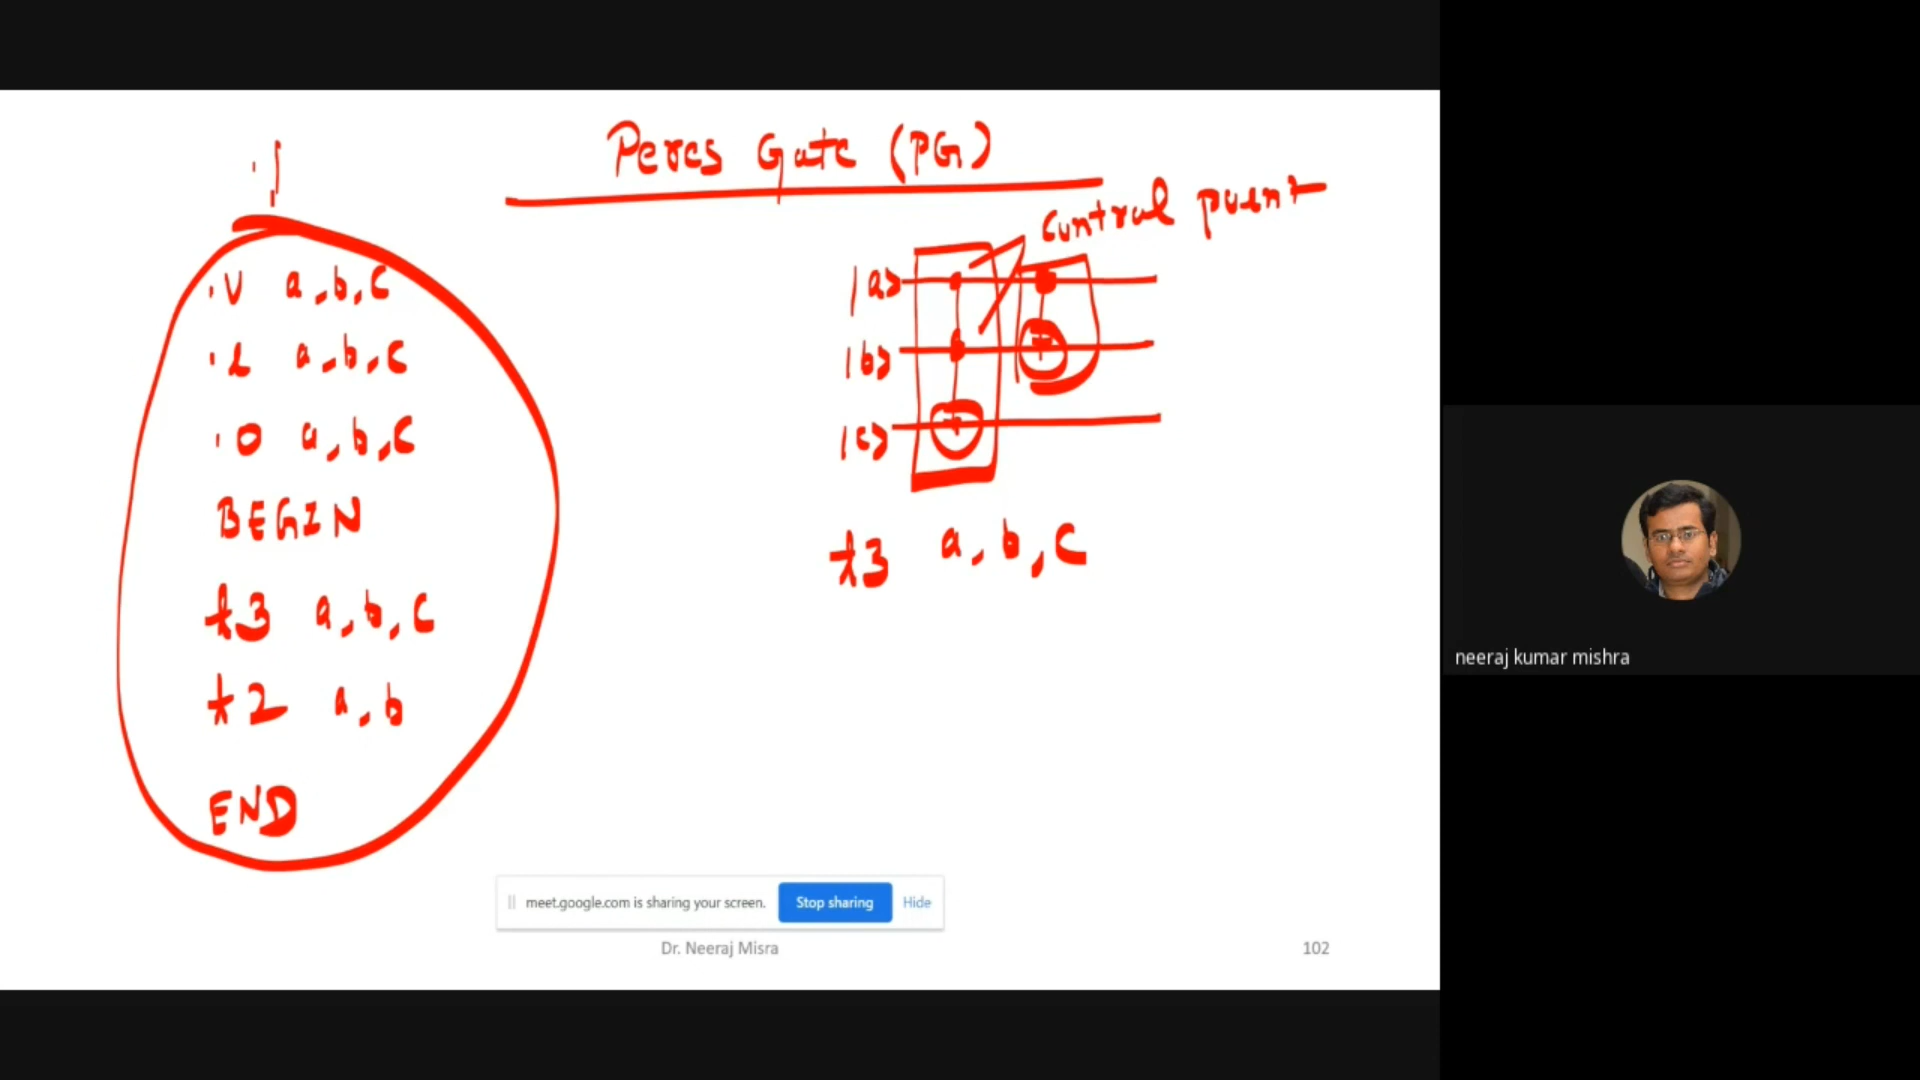 Peres Gate (PG)
control point
.v a,b,c
.i a,b,c
.o a,b,c
BEGIN
t3 a,b,c
t2 a,b
END
|a>
|b>
|c>
t3 a,b,c
meet.google.com is sharing your screen. Stop sharing Hide
Dr. Neeraj Misra 102
neeraj kumar mishra